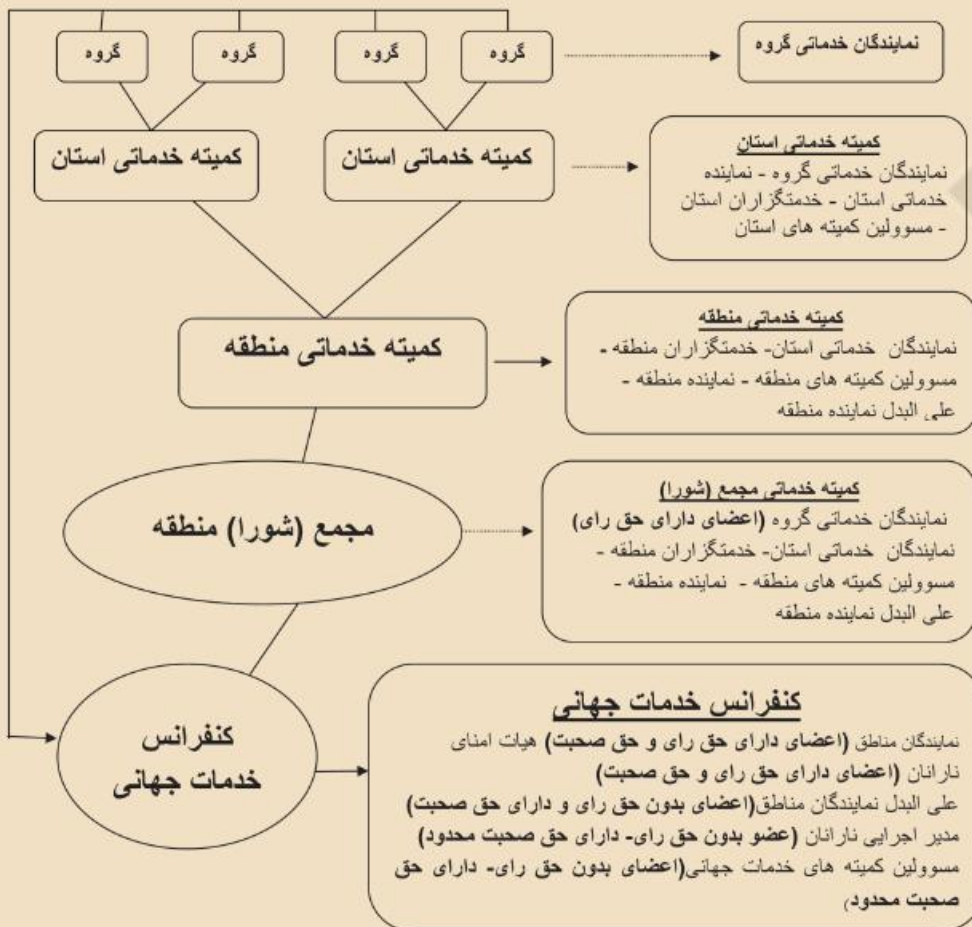 گروه
گروه
گروه
گروه
نمایندگان خدماتی گروه
کمیته خدماتی استان
کمیته خدماتی استان
کمیته خدماتی استان
نمایندگان خدماتی گروه - نماینده
خدماتی استان - خدمتگزاران استان
- مسوولین کمیته های استان
کمیته خدماتی منطقه
کمیته خدماتی منطقه
نمایندگان خدماتی استان- خدمتگزاران منطقه -
مسوولین کمیته های منطقه - نماینده منطقه -
علی البدل نماینده منطقه
مجمع (شورا) منطقه
کمیته خدماتی مجمع (شورا)
نمایندگان خدماتی گروه (اعضای دارای حق رای)
نمایندگان خدماتی استان- خدمتگزاران منطقه -
مسوولین کمیته های منطقه - نماینده منطقه -
علی البدل نماینده منطقه
کنفرانس
خدمات جهانی
کنفرانس خدمات جهانی
نمایندگان مناطق (اعضای دارای حق رای و حق صحبت) هیات امنای
نارانان (اعضای دارای حق رای و حق صحبت)
علی البدل نمایندگان مناطق(اعضای بدون حق رای و دارای حق صحبت)
مدیر اجرایی نارانان (عضو بدون حق رای- دارای حق صحبت محدود)
مسوولین کمیته های خدمات جهانی(اعضای بدون حق رای- دارای حق
صحبت محدود)